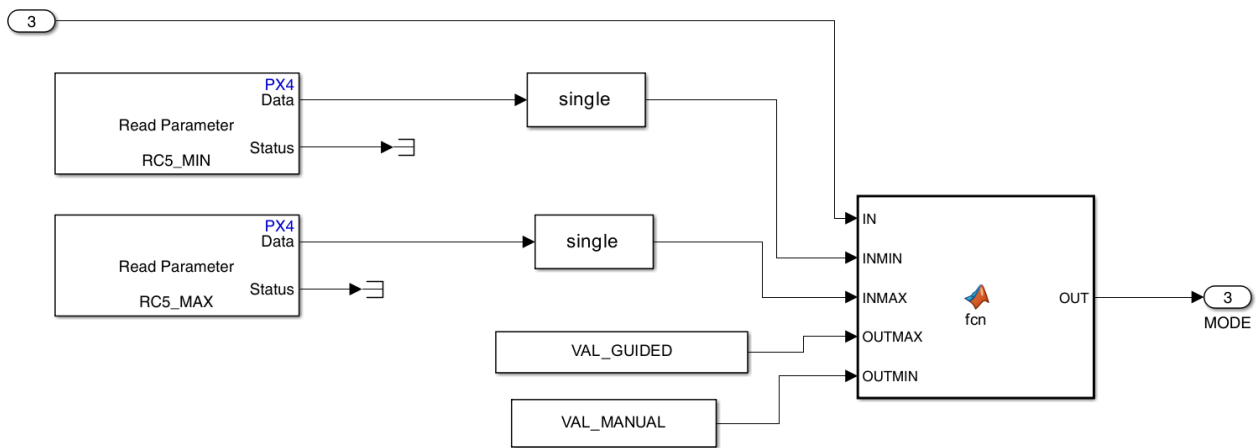 3
PX4
Data
Read Parameter
Status
RC5_MIN
single
PX4
Data
Read Parameter
Status
RC5_MAX
single
VAL_GUIDED
VAL_MANUAL
IN
INMIN
INMAX
OUTMAX
OUTMIN
fcn
OUT
3
MODE